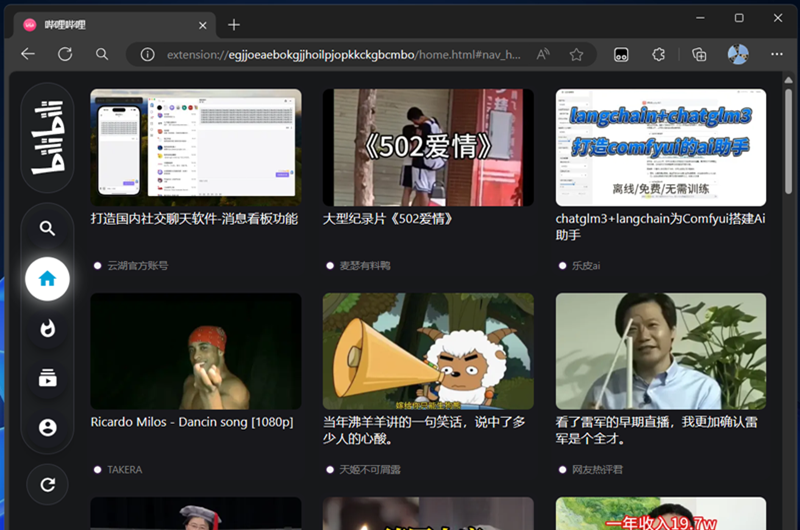 哔哩哔哩
extension://egjjoeaebokgjjhoilpjopkkckgbcmbo/home.html#nav_h...
bilibili
《502爱情》
langchain+chatglm3
打造comfyui的ai助手
离线/免费/无需训练
打造国内社交聊天软件-消息看板功能
大型纪录片《502爱情》
chatglm3+langchain为Comfyui搭建Ai
助手
云湖官方账号
麦瑟有料鸭
乐皮ai
Ricardo Milos - Dancin song [1080p]
当年沸羊羊讲的一句笑话，说中了多
少人的心酸。
看了雷军的早期直播，我更加确认雷
军是个全才。
TAKERA
天姬不可屑露
网友热评君
一年收入19.7w